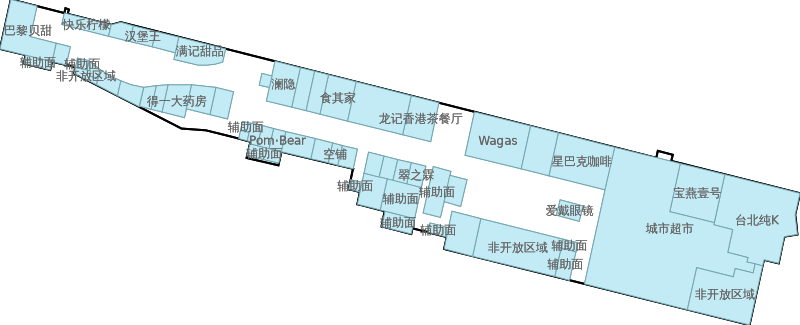 巴黎贝甜
快乐柠檬
汉堡王
满记甜品
辅助面
辅助面
非开放区域
得一大药房
澜隐
食其家
龙记香港茶餐厅
辅助面
Pom·Bear
辅助面
空铺
Wagas
星巴克咖啡
辅助面
翠之霖
辅助面
辅助面
辅助面
辅助面
爱戴眼镜
非开放区域
辅助面
辅助面
宝燕壹号
城市超市
台北纯K
非开放区域